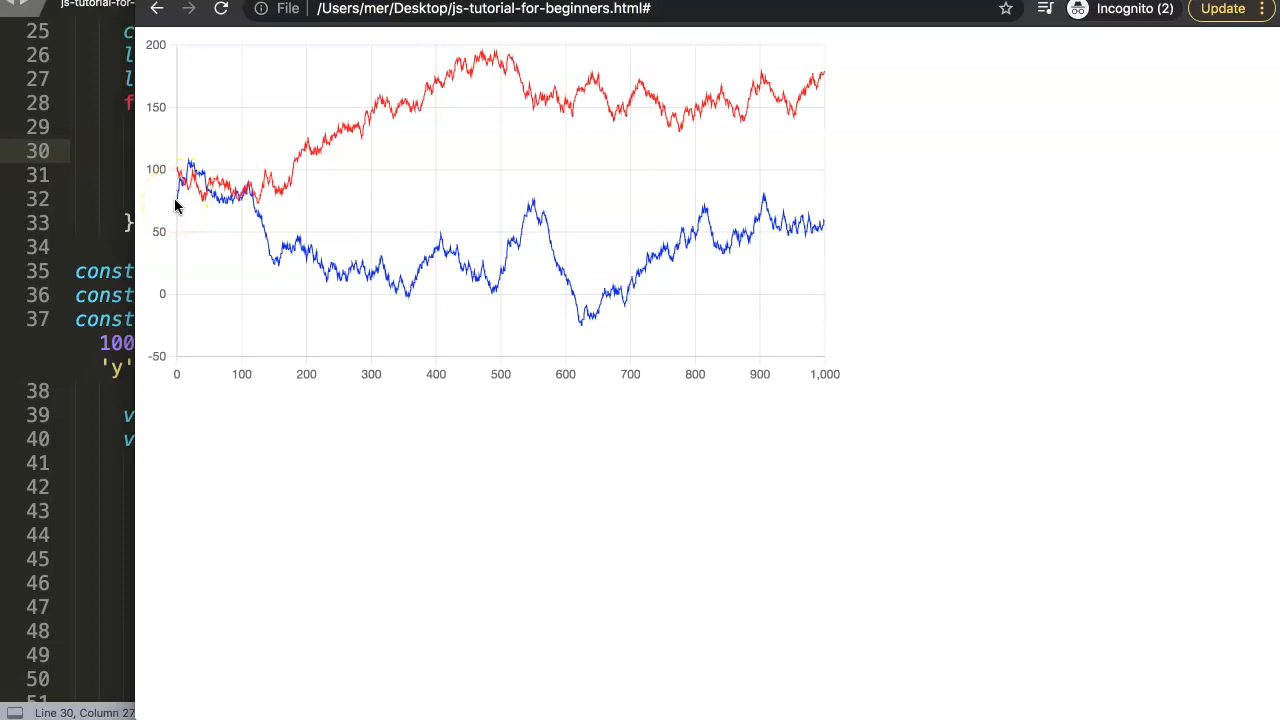 js-tutorial-for-
File
/Users/mer/Desktop/js-tutorial-for-beginners.html#
Incognito (2)
Update
25 c
26 l
27 l
28 f
29
30
31
32
33 }
34
35 const
36 const
37 const
100
'y'
38
39 v
40 v
41
42
43
44
45
46
47
48
49
50
51
Line 30, Column 27
200
150
100
50
0
-50
0 100 200 300 400 500 600 700 800 900 1,000